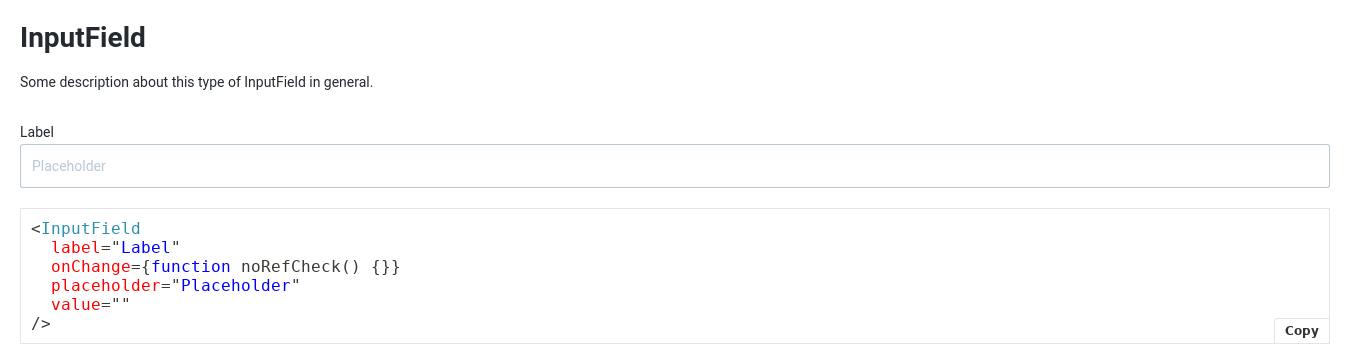 InputField
Some description about this type of InputField in general.
Label
Placeholder
<InputField
  label="Label"
  onChange={function noRefCheck() {}}
  placeholder="Placeholder"
  value=""
/>
Copy